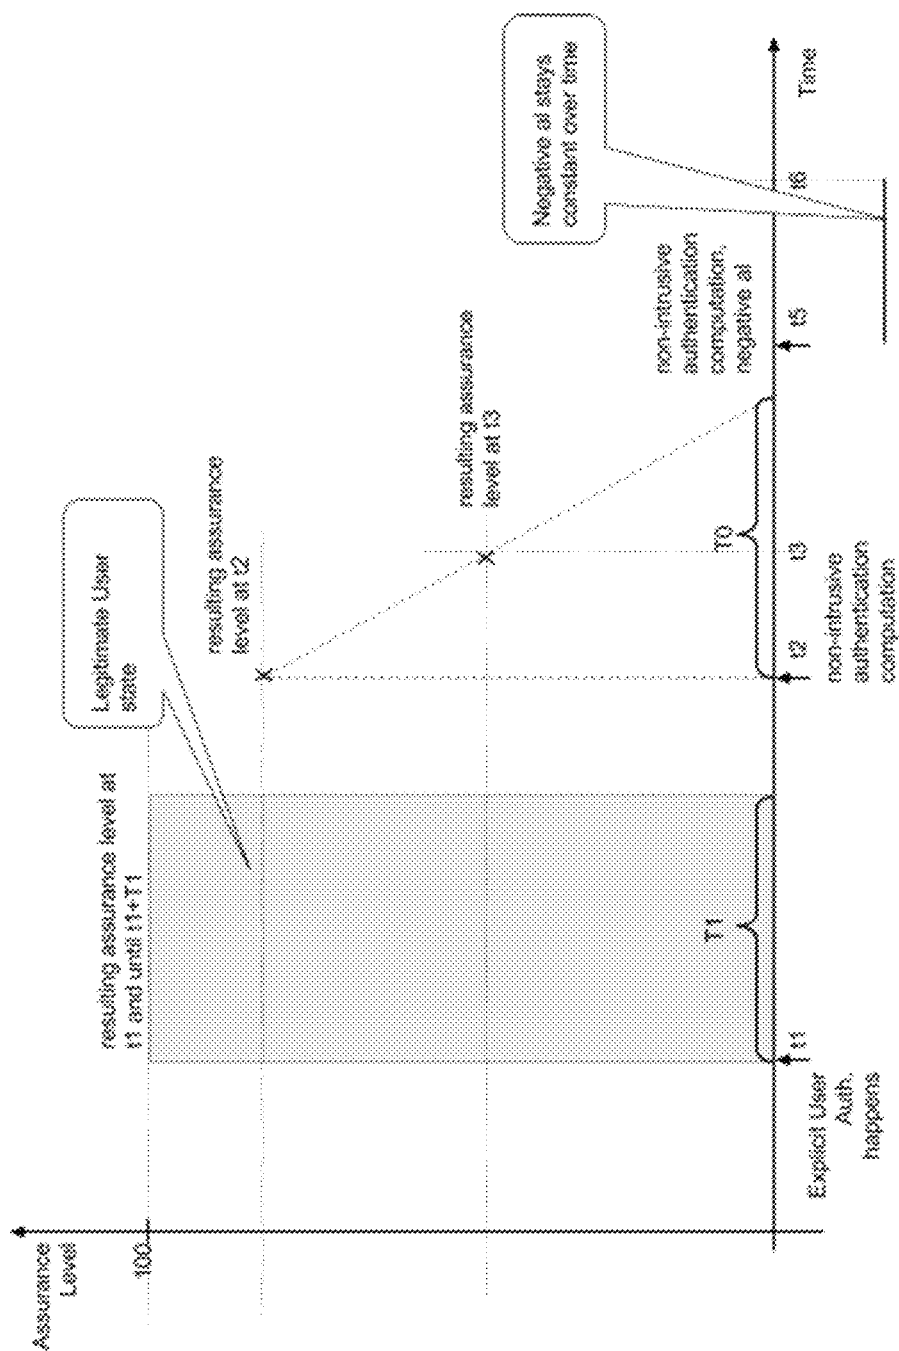 Assurance
Level
100
resulting assurance level at
t1 and until t1+T1
Legitimate User
state
resulting assurance
level at t2
resulting assurance
level at t3
Negative al stays
constant over time
non-intrusive
authentication
computation,
negative al
T1
T0
t1
t2
t3
t5
t6
Time
Explicit User
Auth.
happens
non-intrusive
authentication
computation